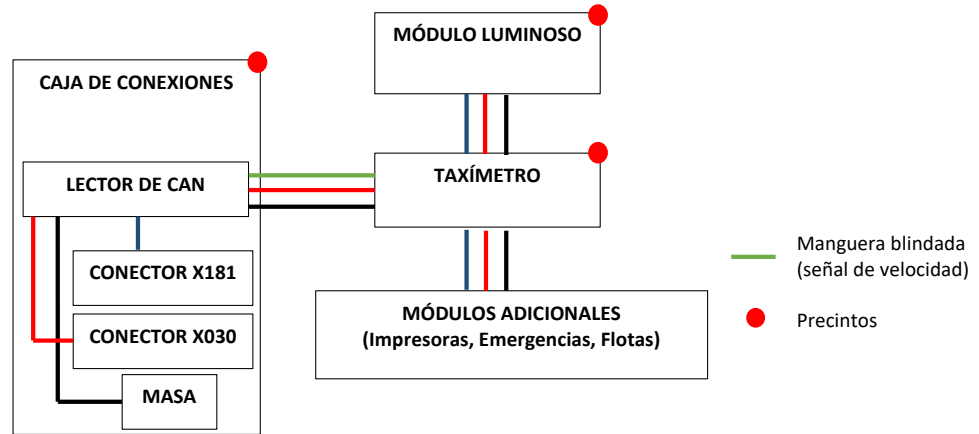 MÓDULO LUMINOSO
CAJA DE CONEXIONES
LECTOR DE CAN
TAXÍMETRO
CONECTOR X181
CONECTOR X030
MASA
MÓDULOS ADICIONALES
(Impresoras, Emergencias, Flotas)
Manguera blindada
(señal de velocidad)
Precintos